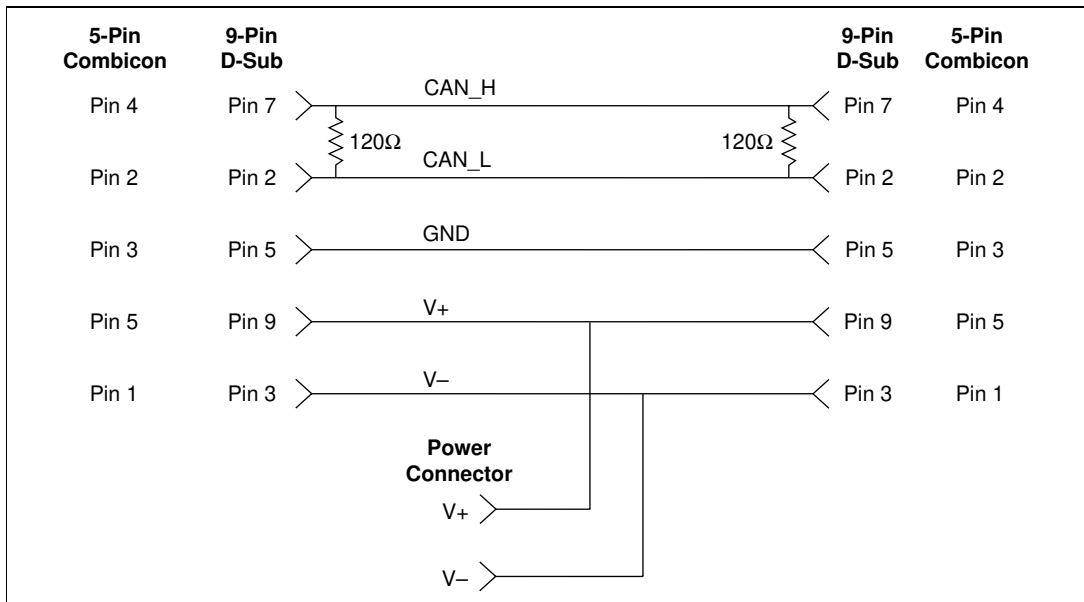 5-Pin Combicon 9-Pin D-Sub 9-Pin D-Sub 5-Pin Combicon
CAN_H
Pin 4 Pin 7 Pin 7 Pin 4
120Ω 120Ω
CAN_L
Pin 2 Pin 2 Pin 2 Pin 2
GND
Pin 3 Pin 5 Pin 5 Pin 3
V+
Pin 5 Pin 9 Pin 9 Pin 5
V–
Pin 1 Pin 3 Pin 3 Pin 1
Power
Connector
V+
V–